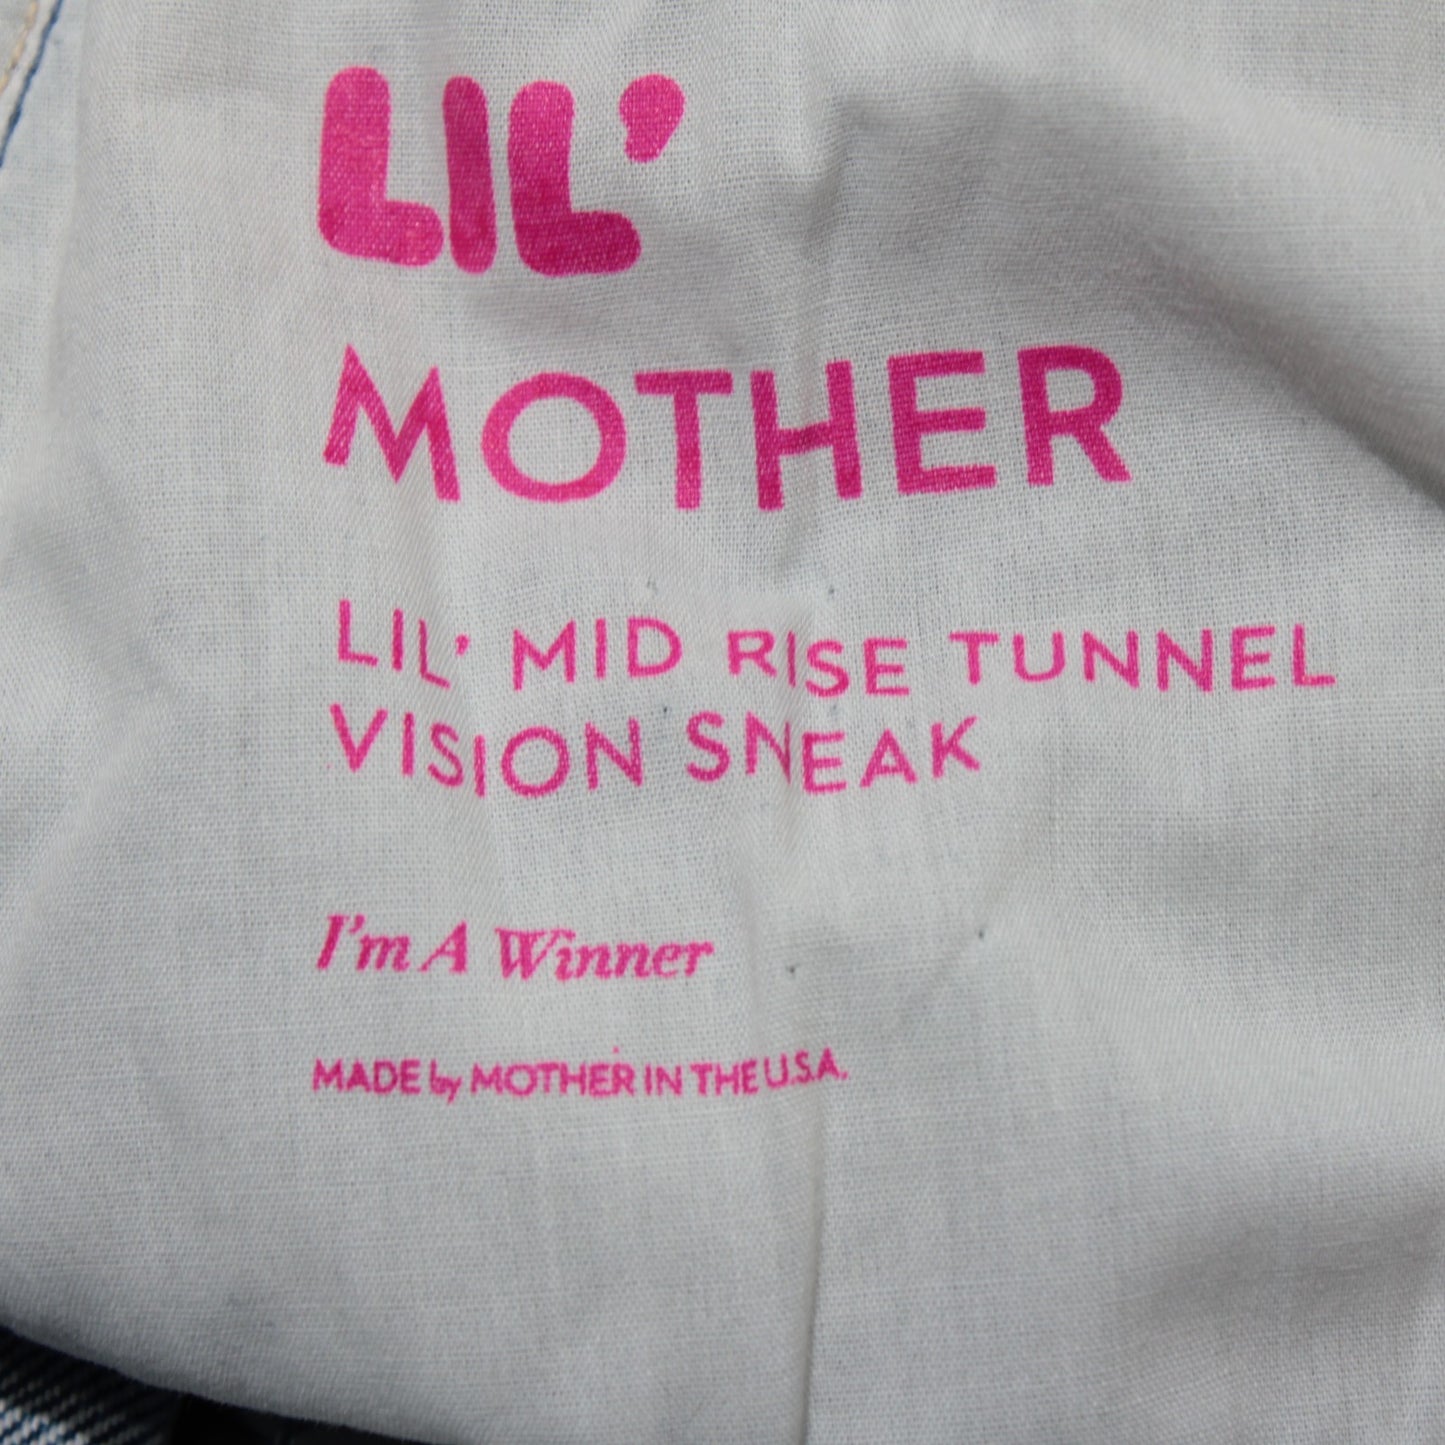 LIL'
MOTHER
LIL' MID RISE TUNNEL
VISION SNEAK
I'm A Winner
MADE by MOTHER IN THE U.S.A.